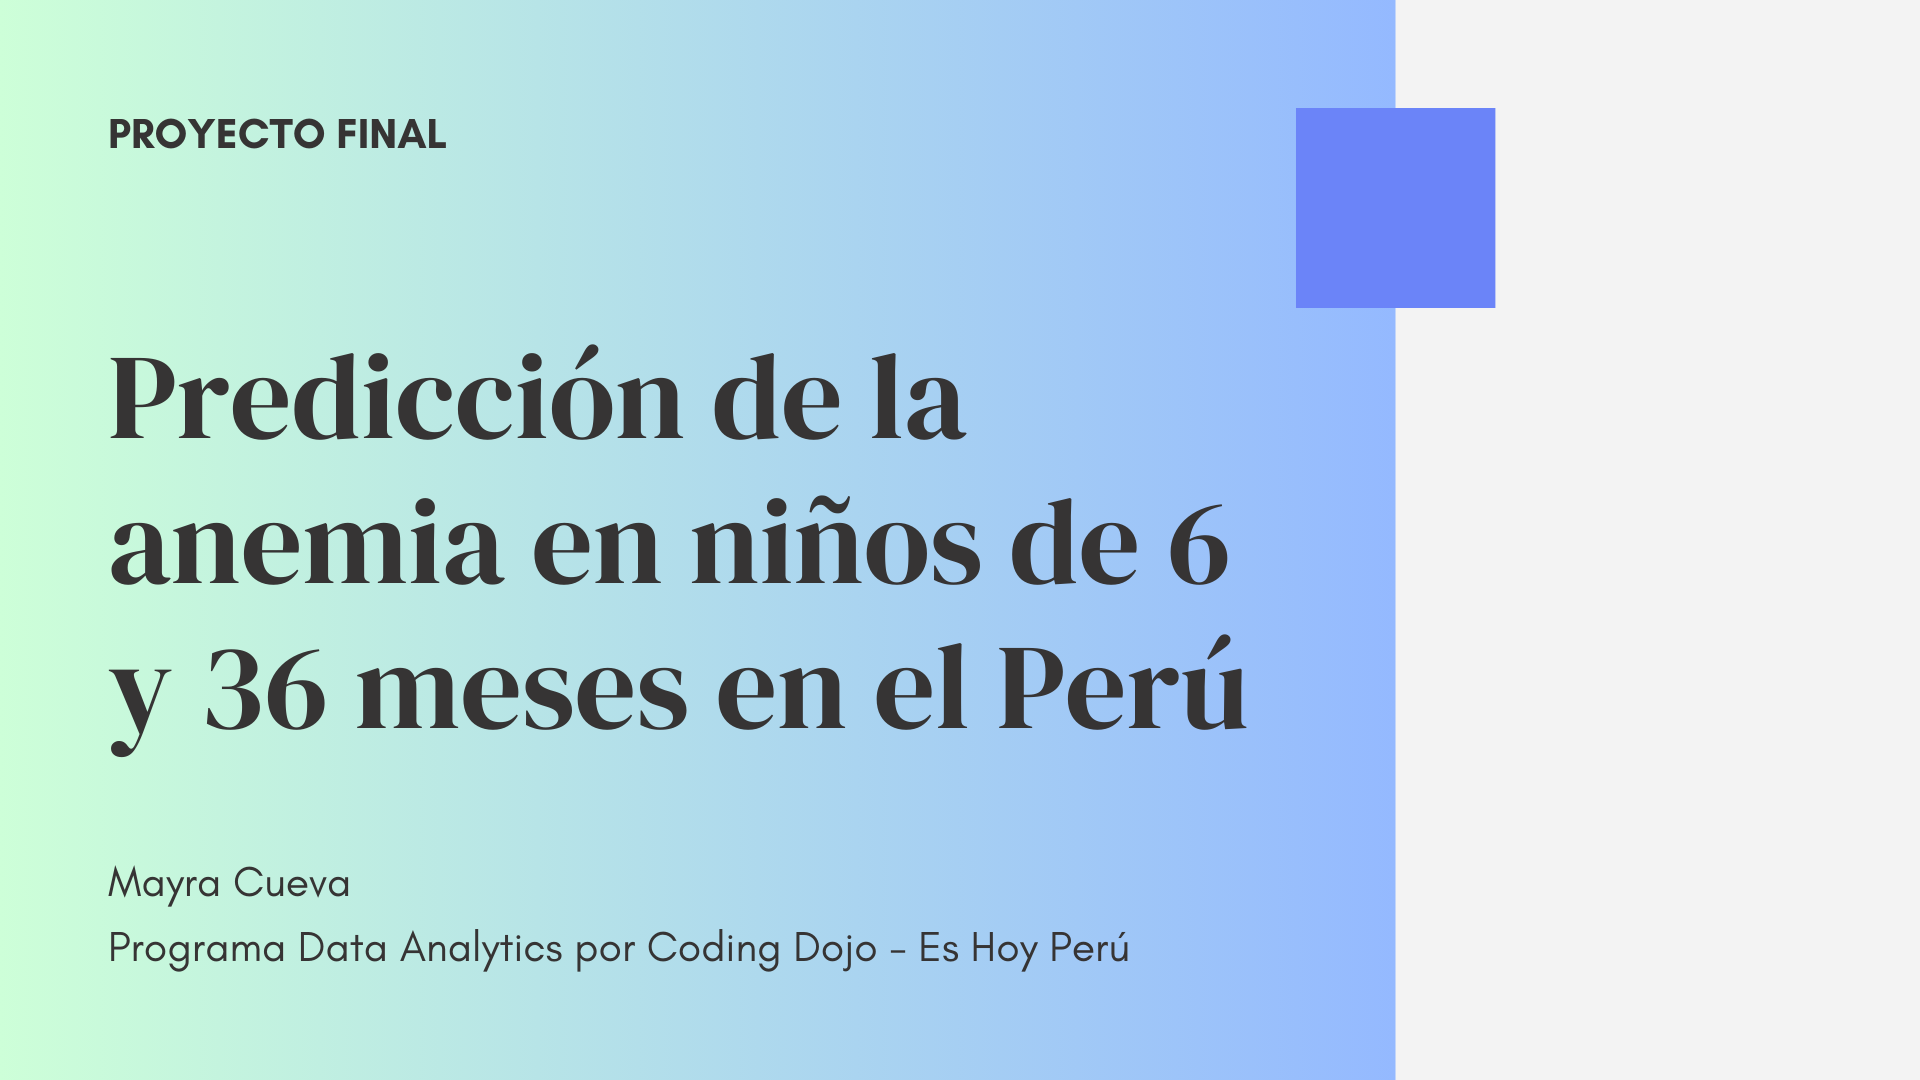 PROYECTO FINAL
Predicción de la
anemia en niños de 6
y 36 meses en el Perú
Mayra Cueva
Programa Data Analytics por Coding Dojo – Es Hoy Perú